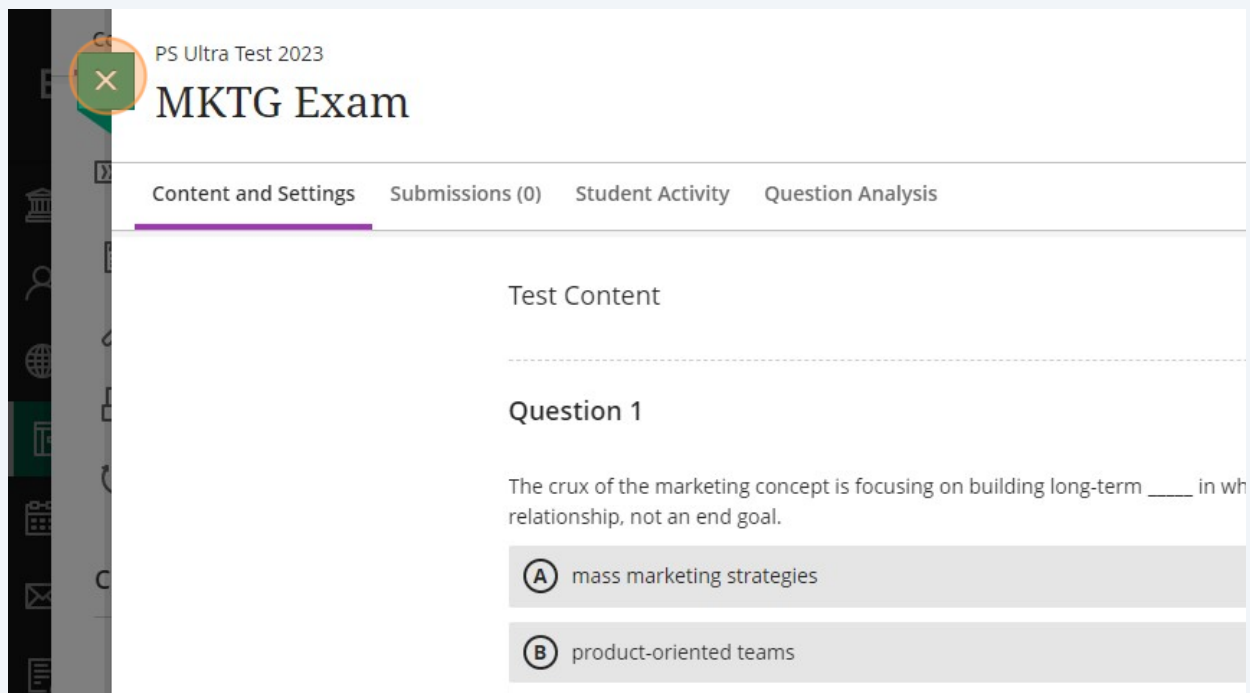 PS Ultra Test 2023
MKTG Exam
Content and Settings Submissions (0) Student Activity Question Analysis
Test Content
Question 1
The crux of the marketing concept is focusing on building long-term _____ in wh
relationship, not an end goal.
A mass marketing strategies
B product-oriented teams